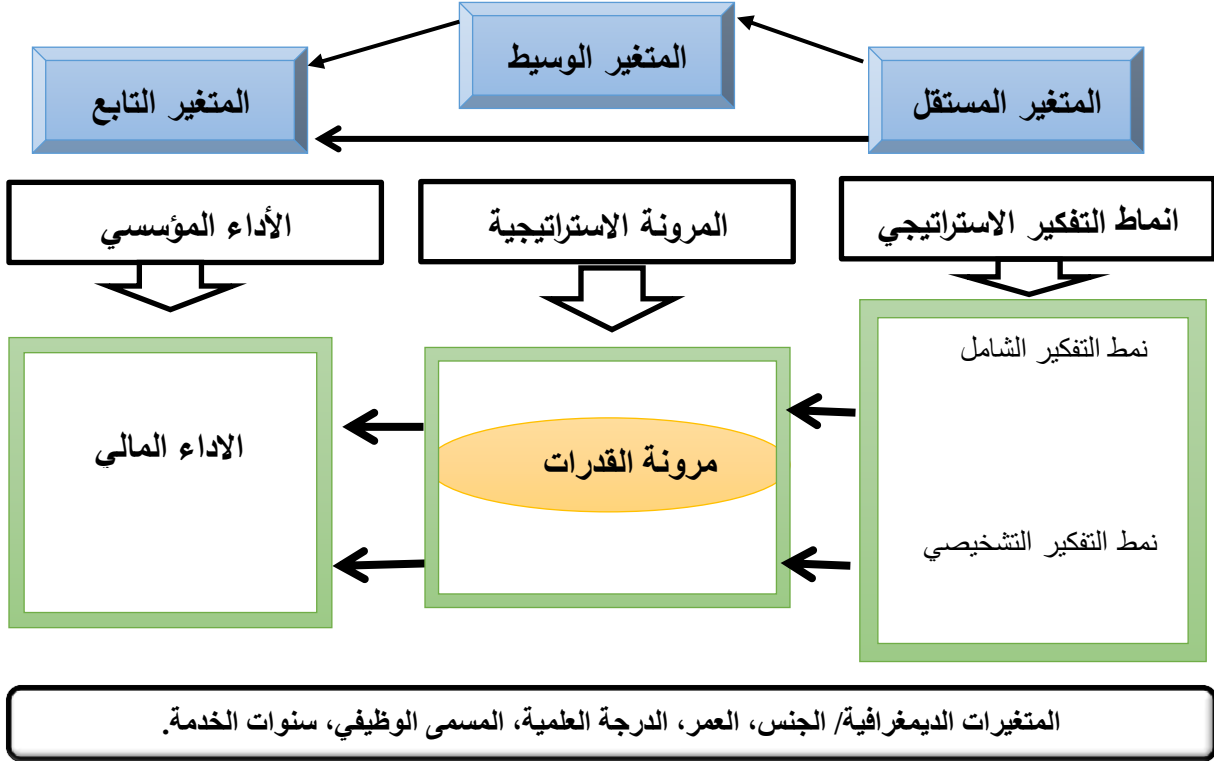 المتغير المستقل
المتغير الوسيط
المتغير التابع
انماط التفكير الاستراتيجي
المرونة الاستراتيجية
الأداء المؤسسي
نمط التفكير الشامل
نمط التفكير التشخيصي
مرونة القدرات
الاداء المالي
المتغيرات الديمغرافية/ الجنس، العمر، الدرجة العلمية، المسمى الوظيفي، سنوات الخدمة.